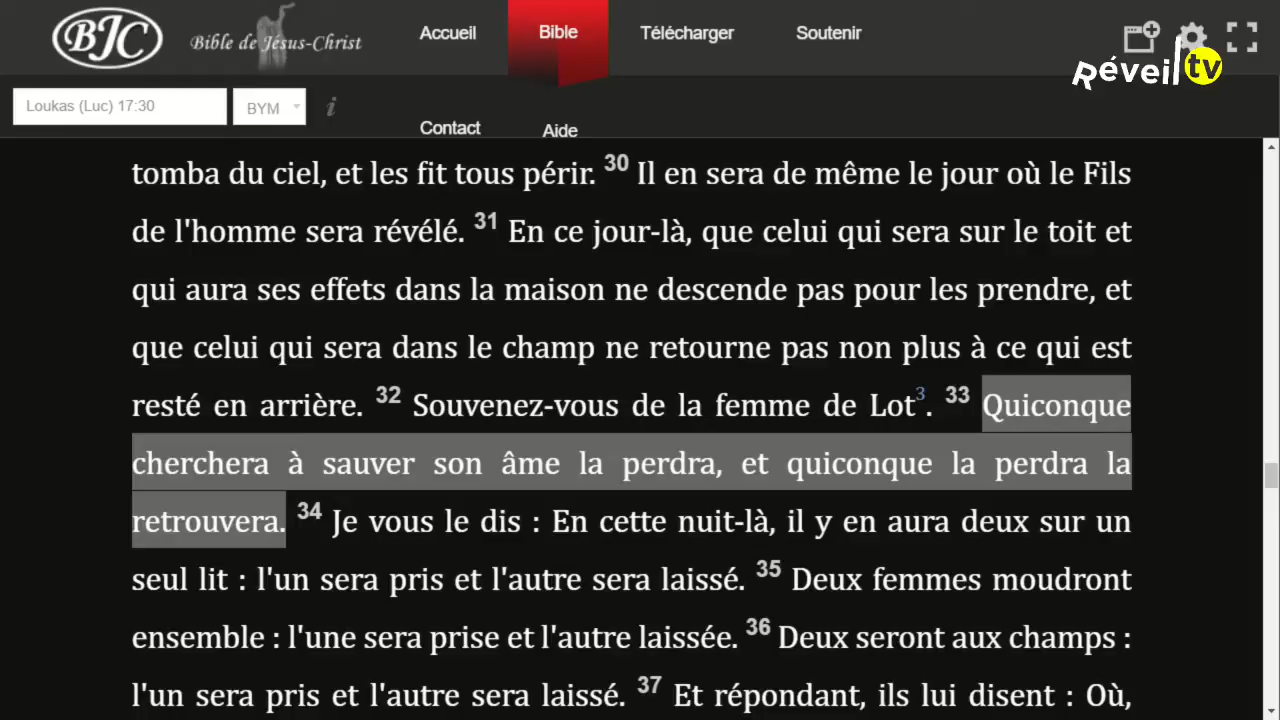 BJC Bible de Jésus-Christ Accueil Bible Télécharger Soutenir
Réveil tv
Loukas (Luc) 17:30 BYM i
Contact Aide
tomba du ciel, et les fit tous périr. 30 Il en sera de même le jour où le Fils
de l'homme sera révélé. 31 En ce jour-là, que celui qui sera sur le toit et
qui aura ses effets dans la maison ne descende pas pour les prendre, et
que celui qui sera dans le champ ne retourne pas non plus à ce qui est
resté en arrière. 32 Souvenez-vous de la femme de Lot3. 33 Quiconque
cherchera à sauver son âme la perdra, et quiconque la perdra la
retrouvera. 34 Je vous le dis : En cette nuit-là, il y en aura deux sur un
seul lit : l'un sera pris et l'autre sera laissé. 35 Deux femmes moudront
ensemble : l'une sera prise et l'autre laissée. 36 Deux seront aux champs :
l'un sera pris et l'autre sera laissé. 37 Et répondant, ils lui disent : Où,